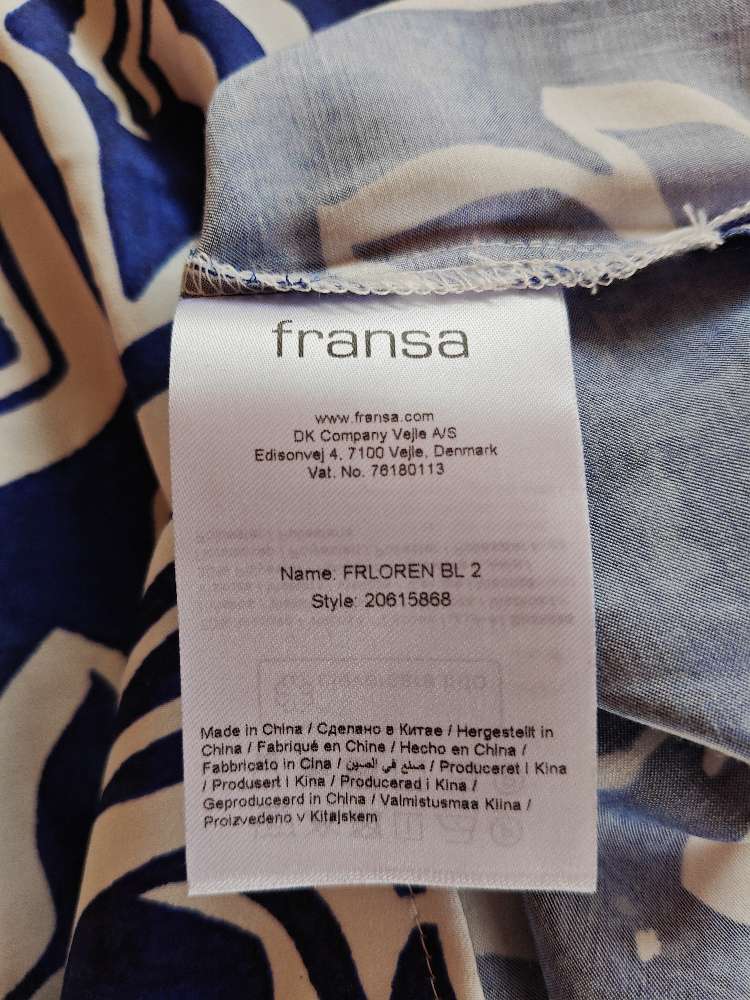 fransa
www.fransa.com
DK Company Vejle A/S
Edisonvej 4, 7100 Vejle, Denmark
Vat. No. 76180113
Name: FRLOREN BL 2
Style: 20615868
Made in China / Сделано в Китае / Hergestellt in
China / Fabriqué en Chine / Hecho en China /
Fabbricato in Cina / صنع في الصين / Produceret i Kina
/ Produsert i Kina / Producerad i Kina /
Geproduceerd in China / Valmistusmaa Kiina /
Proizvedeno v Kitajskem